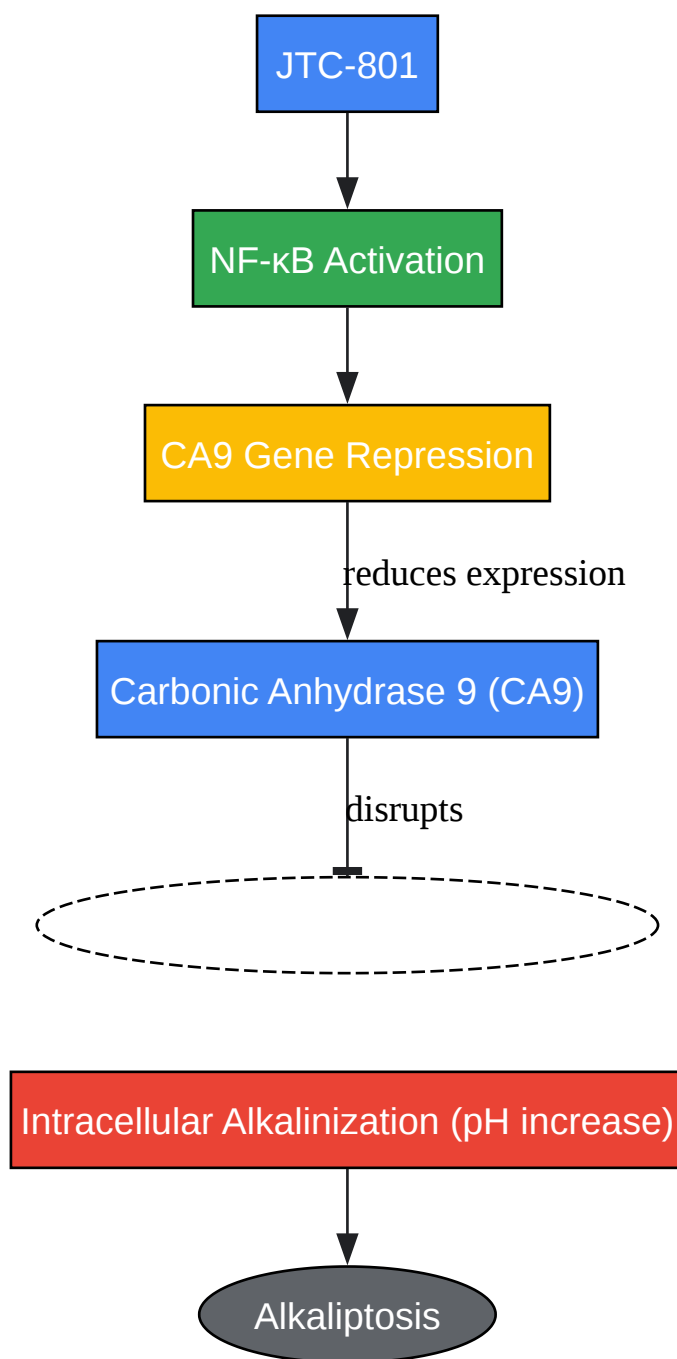 JTC-801
NF-κB Activation
CA9 Gene Repression
reduces expression
Carbonic Anhydrase 9 (CA9)
disrupts
Intracellular Alkalinization (pH increase)
Alkaliptosis